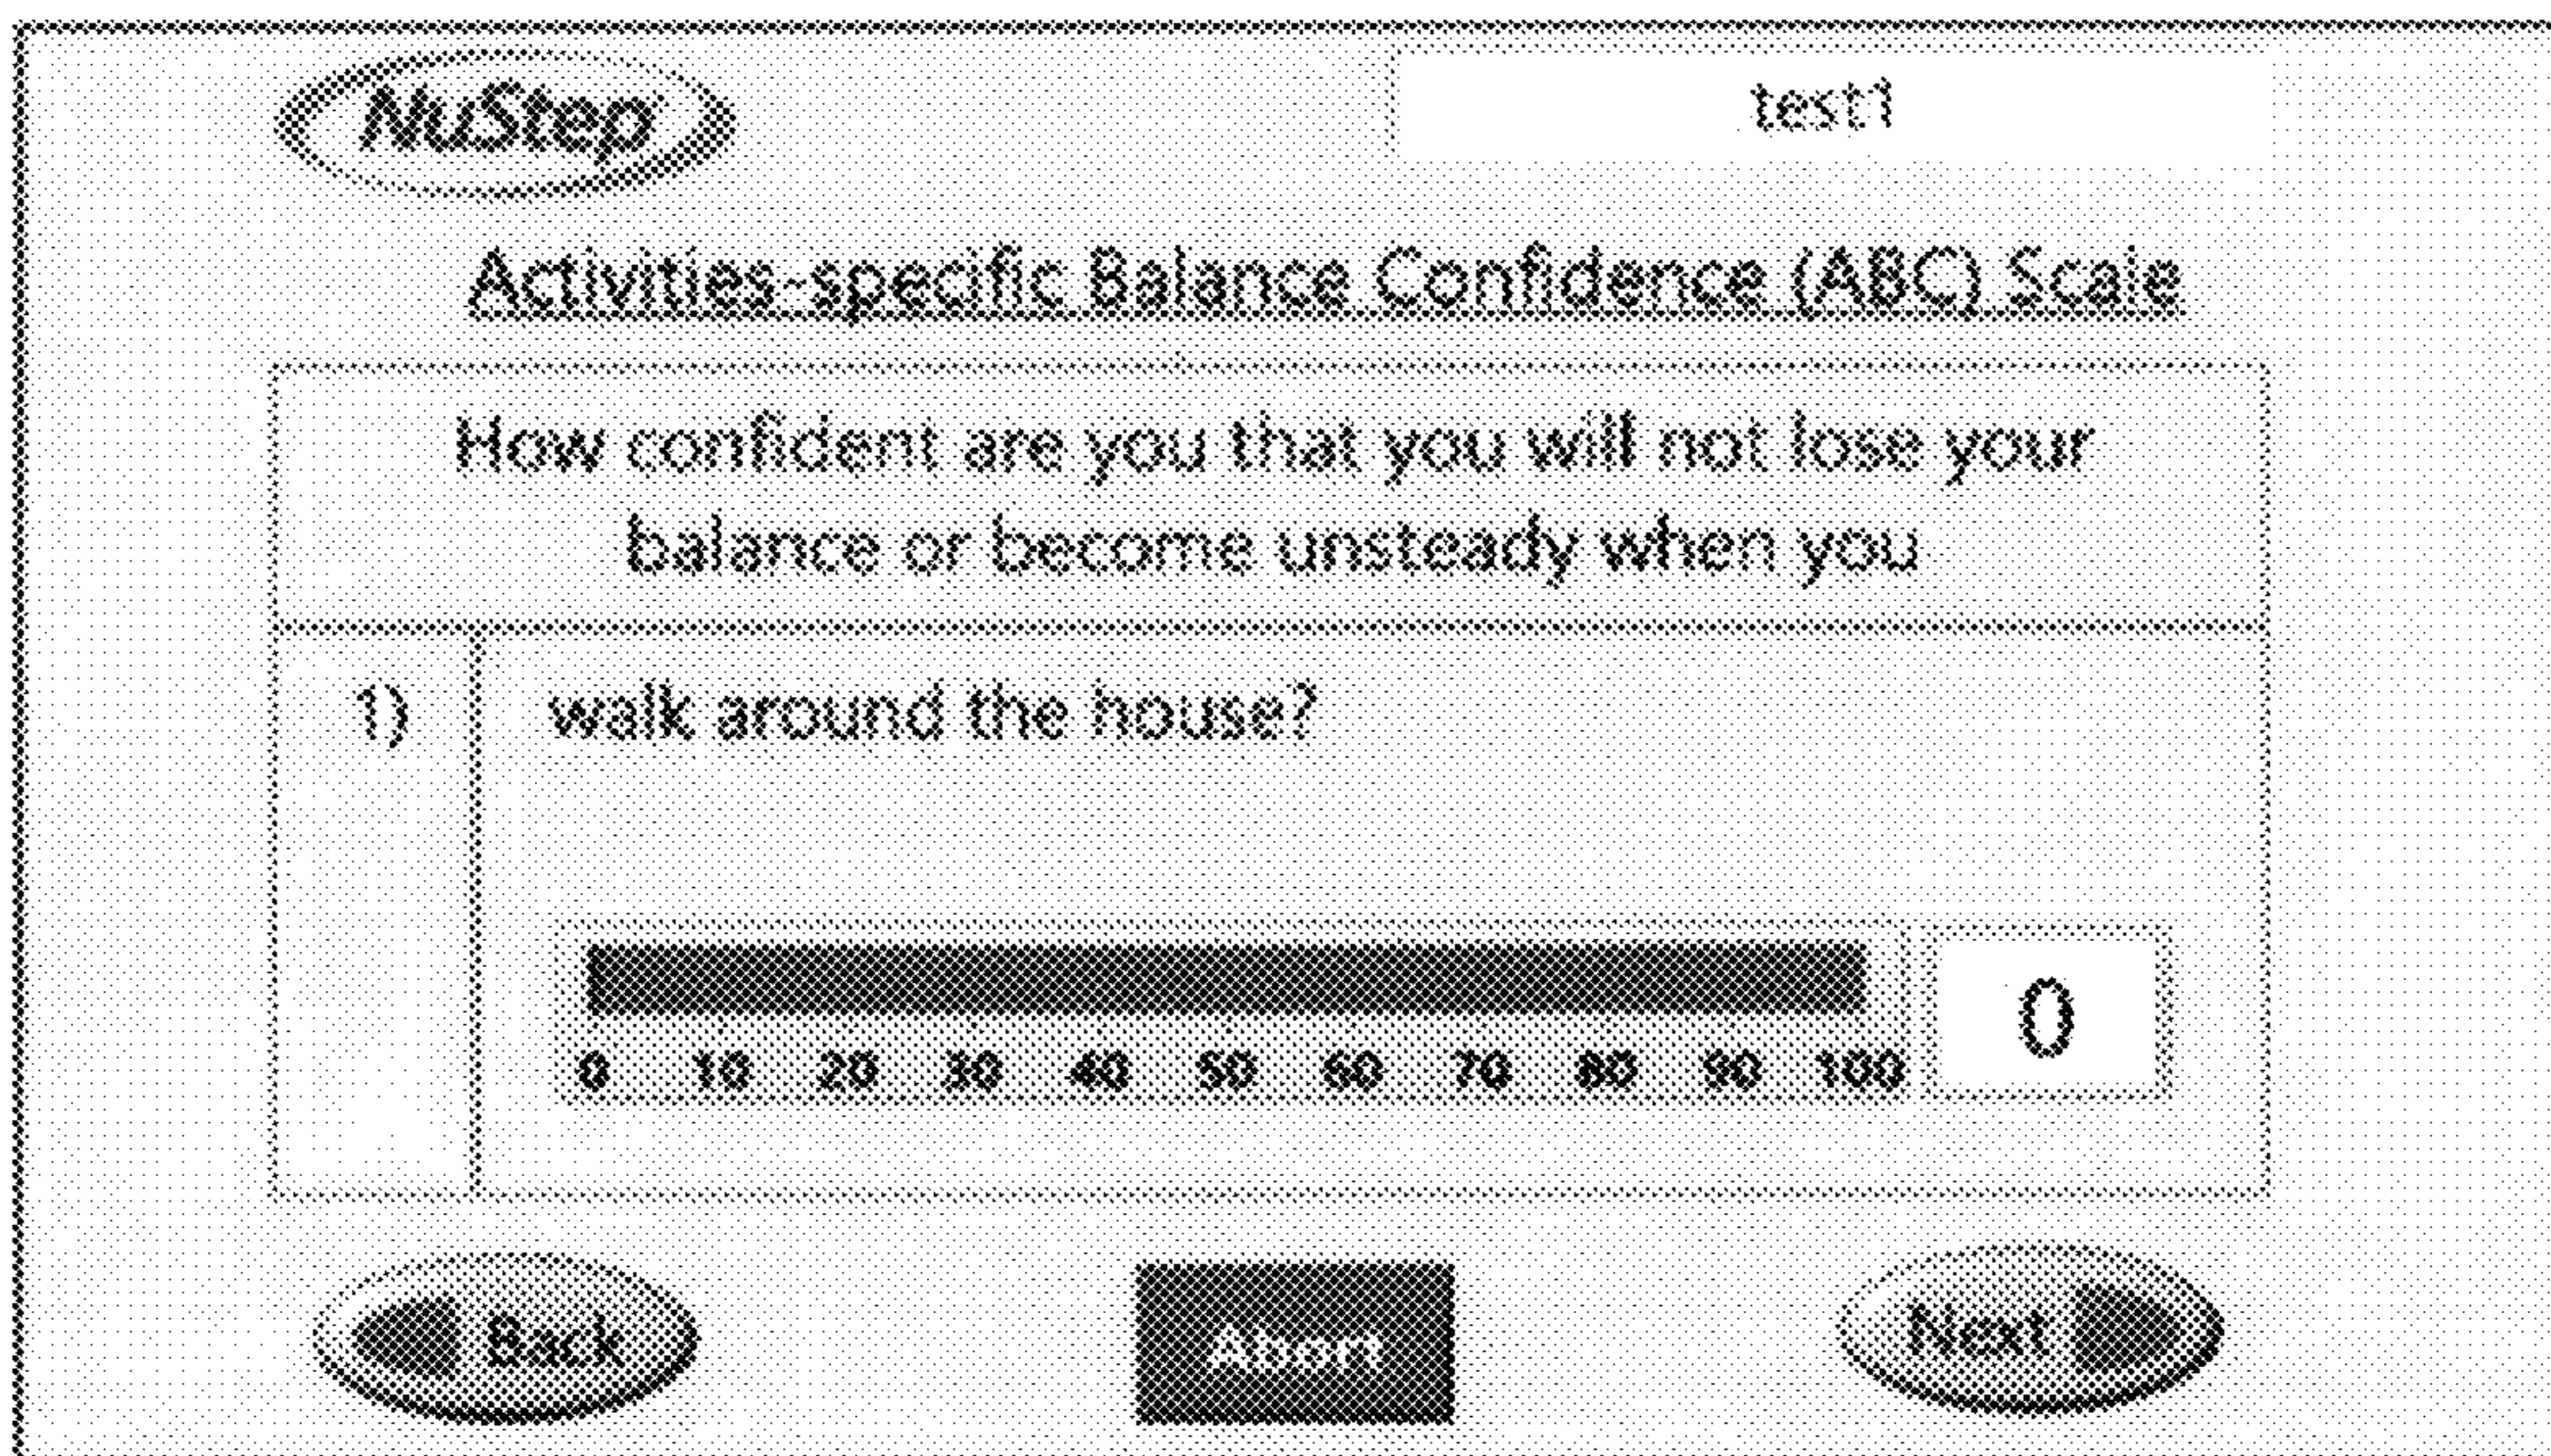 NuStep
test1
Activities-specific Balance Confidence (ABC) Scale
How confident are you that you will not lose your
balance or become unsteady when you
1) walk around the house?
0 10 20 30 40 50 60 70 80 90 100
0
Back Abort Next